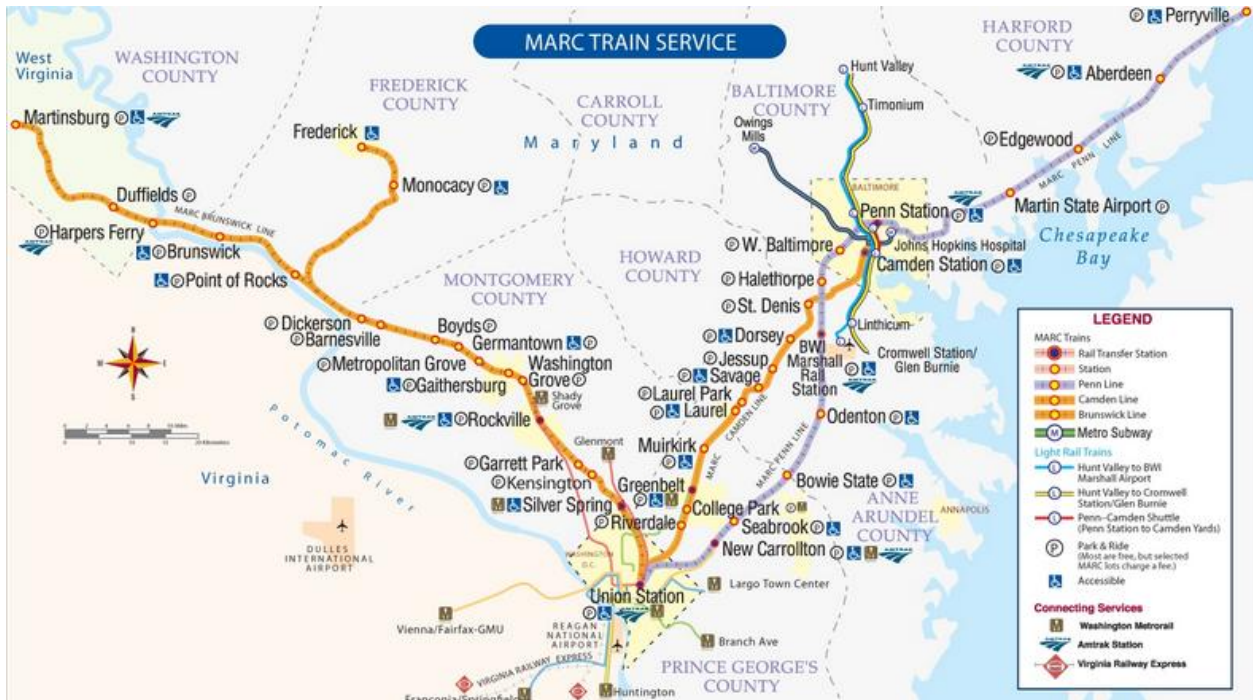 MARC TRAIN SERVICE
West
Virginia
WASHINGTON
COUNTY
FREDERICK
COUNTY
CARROLL
COUNTY
BALTIMORE
COUNTY
HARFORD
COUNTY
Maryland
Perryville
Aberdeen
Edgewood
MARC PENN LINE
Martin State Airport
Chesapeake
Bay
Hunt Valley
Timonium
Owings
Mills
BALTIMORE
Penn Station
Johns Hopkins Hospital
Camden Station
W. Baltimore
Halethorpe
St. Denis
Linthicum
Cromwell Station/
Glen Burnie
BWI
Marshall
Rail
Station
Dorsey
Jessup
Savage
Laurel Park
Laurel
MARC CAMDEN LINE
Muirkirk
Greenbelt
College Park
Riverdale
Odenton
MARC PENN LINE
Bowie State
Seabrook
New Carrollton
ANNE
ARUNDEL
COUNTY
ANNAPOLIS
HOWARD
COUNTY
MONTGOMERY
COUNTY
Martinsburg
Duffields
MARC BRUNSWICK LINE
Harpers Ferry
Brunswick
Point of Rocks
Frederick
Monocacy
Dickerson
Barnesville
Boyds
Germantown
Metropolitan Grove
Gaithersburg
Washington
Grove
Shady
Grove
Rockville
Glenmont
Garrett Park
Kensington
Silver Spring
WASHINGTON
D.C.
Union Station
Largo Town Center
Branch Ave
PRINCE GEORGE'S
COUNTY
Potomac River
Virginia
DULLES
INTERNATIONAL
AIRPORT
Vienna/Fairfax-GMU
REAGAN
NATIONAL
AIRPORT
VIRGINIA RAILWAY EXPRESS
Franconia/Springfield
Huntington
LEGEND
MARC Trains
Rail Transfer Station
Station
Penn Line
Camden Line
Brunswick Line
Metro Subway
Light Rail Trains
Hunt Valley to BWI
Marshall Airport
Hunt Valley to Cromwell
Station/Glen Burnie
Penn-Camden Shuttle
(Penn Station to Camden Yards)
Park & Ride
(Most are free, but selected
MARC lots charge a fee.)
Accessible
Connecting Services
Washington Metrorail
Amtrak Station
Virginia Railway Express